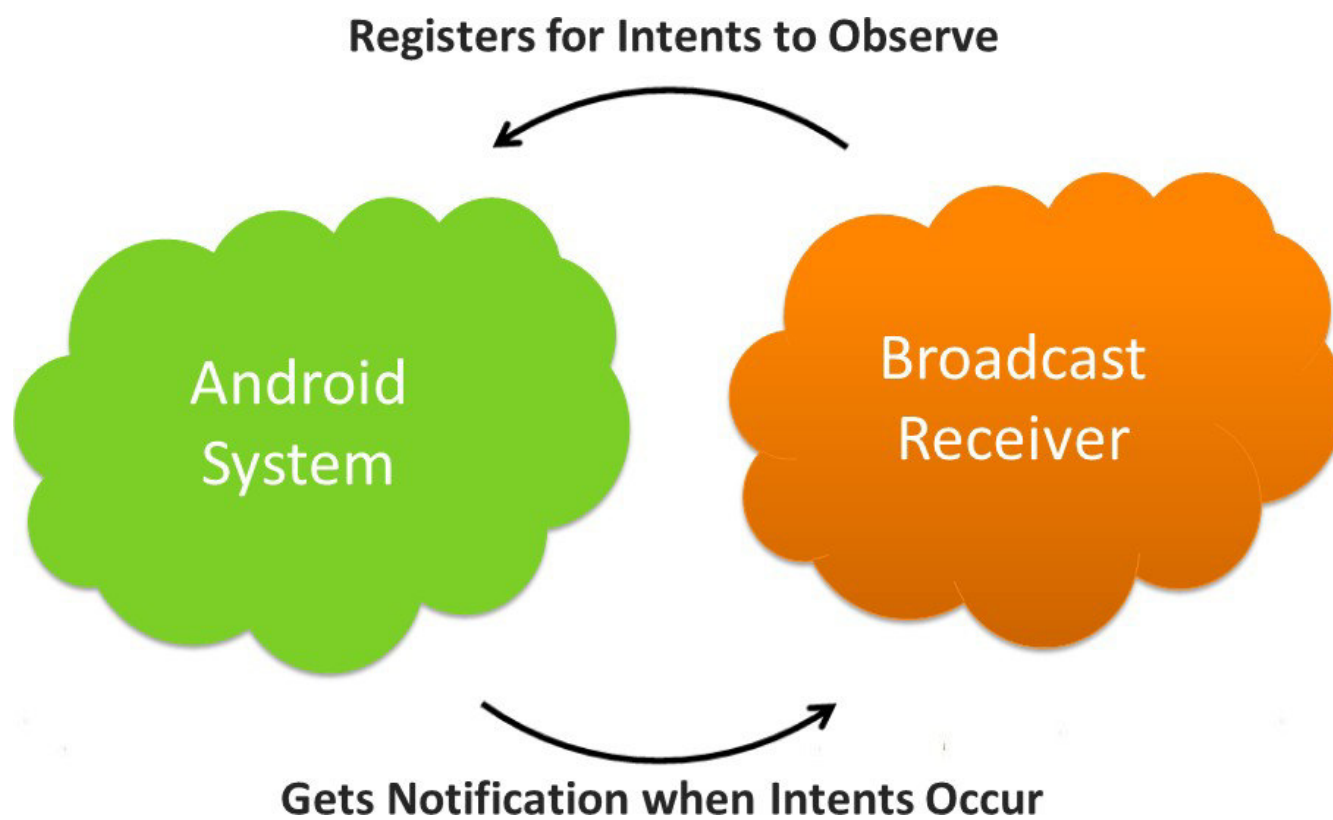 Registers for Intents to Observe
Android
System
Broadcast
Receiver
Gets Notification when Intents Occur